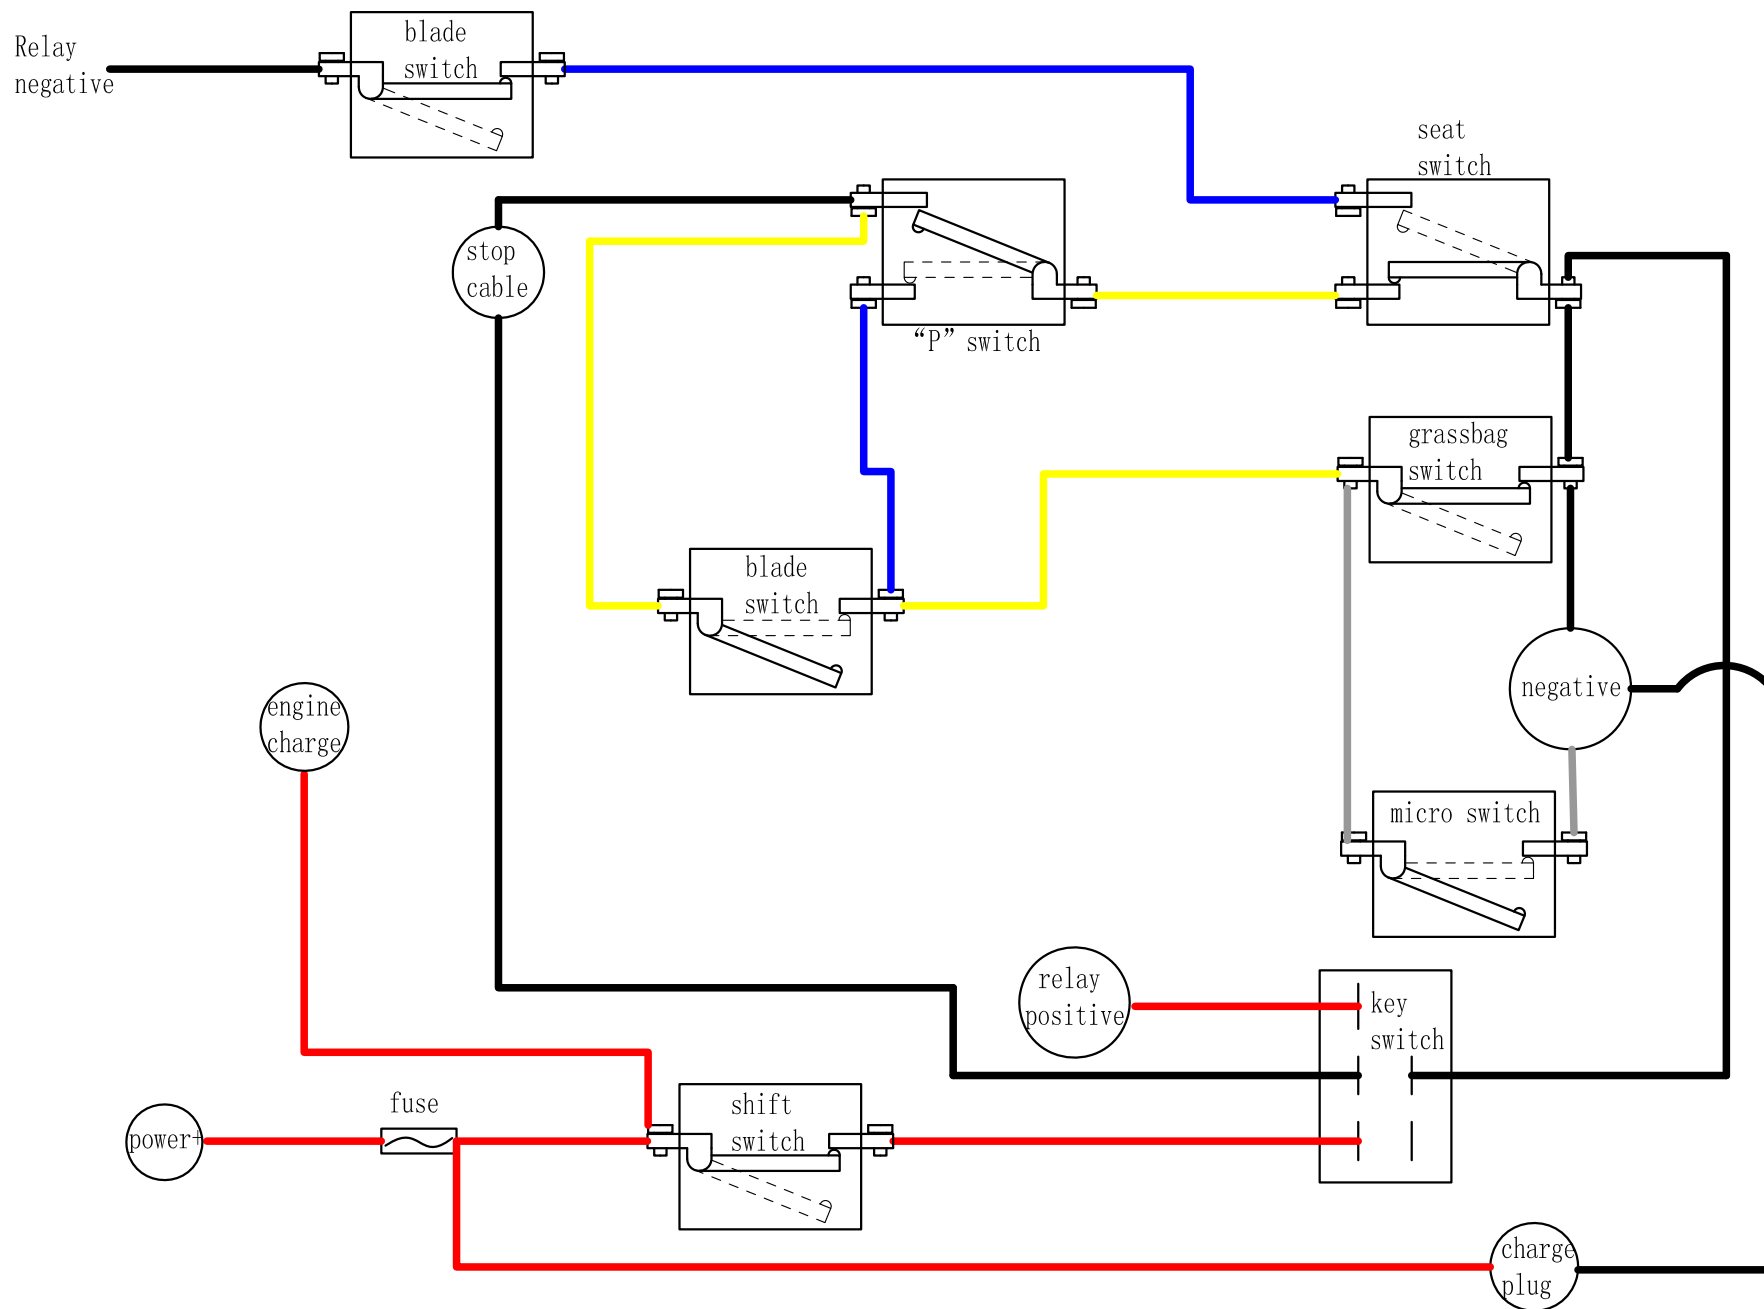 Relay
negative
blade
switch
seat
switch
stop
cable
“P” switch
grassbag
switch
blade
switch
negative
engine
charge
micro switch
relay
positive
key
switch
fuse
shift
switch
power+
charge
plug